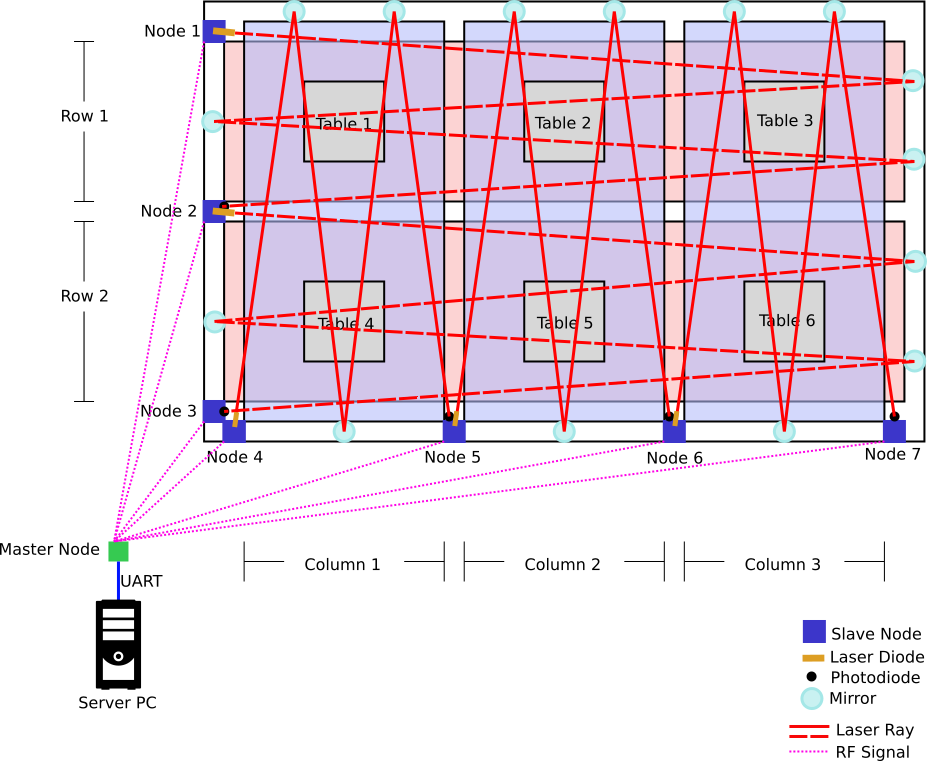 Node 1
Row 1
Table 1
Table 2
Table 3
Node 2
Row 2
Table 4
Table 5
Table 6
Node 3
Node 4
Node 5
Node 6
Node 7
Master Node
Column 1
Column 2
Column 3
UART
Server PC
Slave Node
Laser Diode
Photodiode
Mirror
Laser Ray
RF Signal